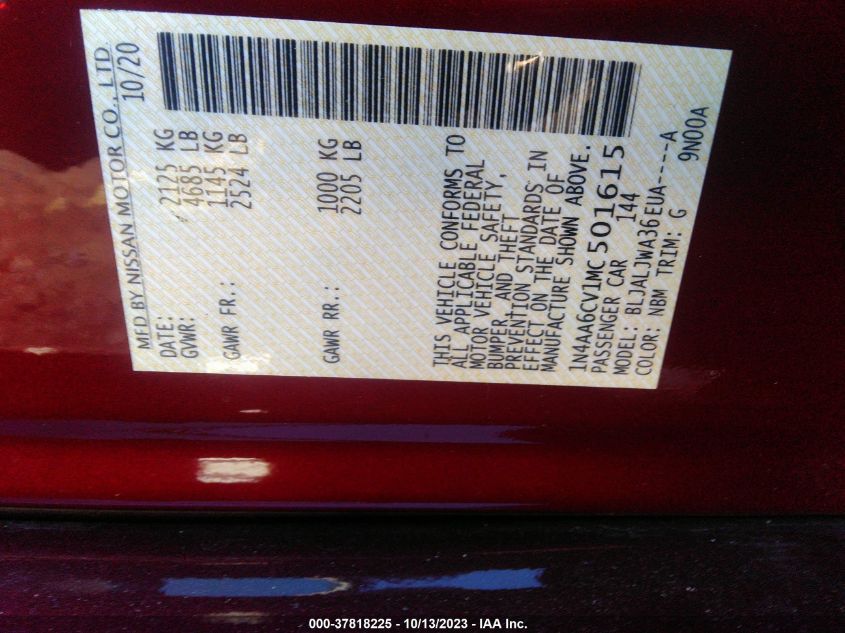 MFD BY NISSAN MOTOR CO., LTD.
DATE: 10/20
GVWR: 2125 KG
4685 LB
GAWR FR.: 1145 KG
2524 LB
GAWR RR.: 1000 KG
2205 LB
THIS VEHICLE CONFORMS TO
ALL APPLICABLE FEDERAL
MOTOR VEHICLE SAFETY,
BUMPER, AND THEFT
PREVENTION STANDARDS IN
EFFECT ON THE DATE OF
MANUFACTURE SHOWN ABOVE.
1N4AA6CV1MC501615
PASSENGER CAR 144
MODEL: BLJALJWA36EUA----A
COLOR: NBM TRIM: G 9N00A
000-37818225 - 10/13/2023 - IAA Inc.